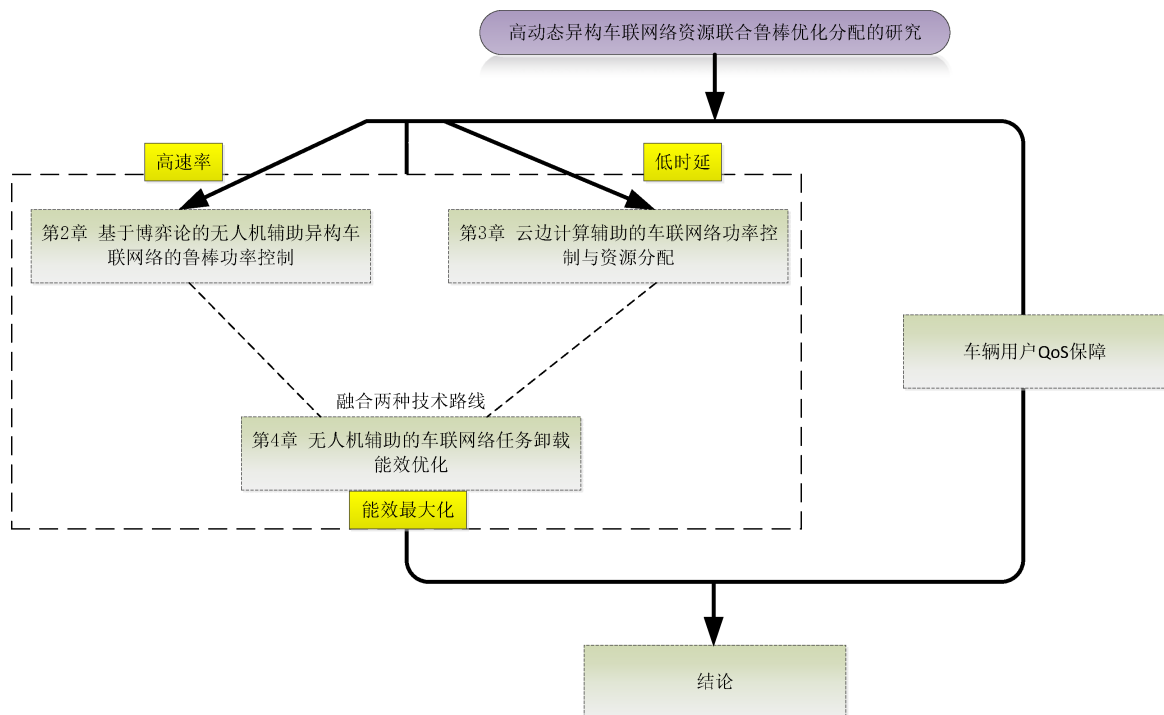 高动态异构车联网络资源联合鲁棒优化分配的研究
高速率
低时延
第2章 基于博弈论的无人机辅助异构车
联网络的鲁棒功率控制
第3章 云边计算辅助的车联网络功率控
制与资源分配
车辆用户QoS保障
融合两种技术路线
第4章 无人机辅助的车联网络任务卸载
能效优化
能效最大化
结论